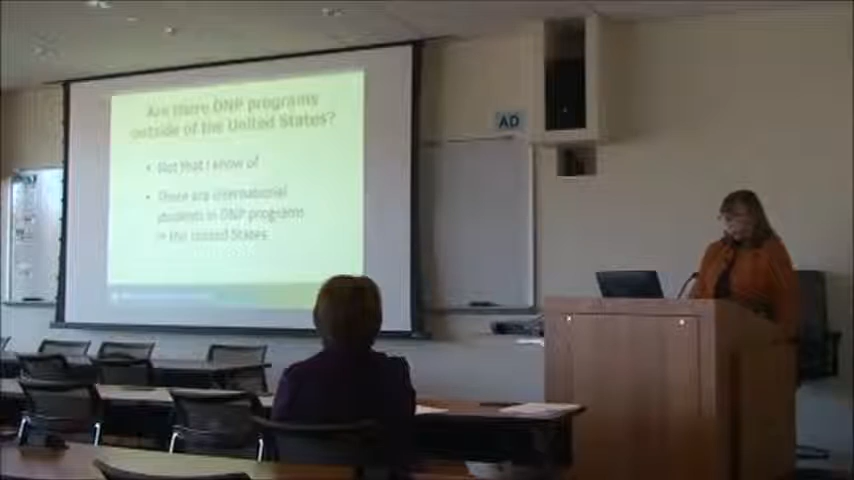 Are there DNP programs
outside of the United States?
• Not that I know of
• There are international
students in DNP programs
in the United States
AD